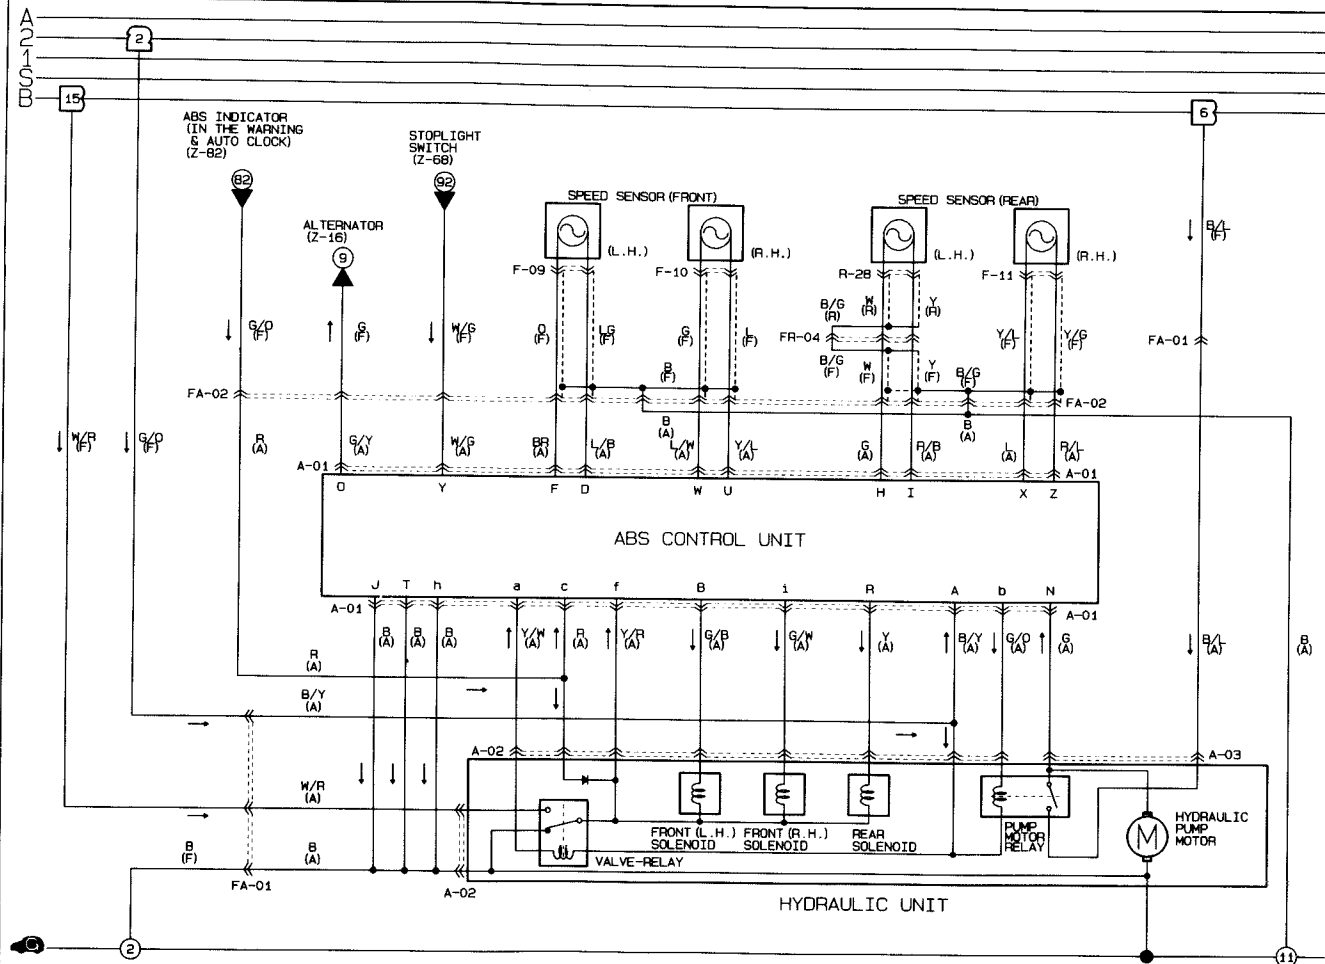 A
2
1
S
B
2
15
6
ABS INDICATOR
(IN THE WARNING
& AUTO CLOCK)
(Z-82)
82
STOPLIGHT
SWITCH
(Z-68)
92
ALTERNATOR
(Z-16)
9
SPEED SENSOR (FRONT)
SPEED SENSOR (REAR)
(L.H.)
(R.H.)
(L.H.)
(R.H.)
F-09
F-10
R-28
F-11
B/L
(F)
B/G
(R)
W
(R)
Y
(R)
G/O
(F)
G
(F)
W/G
(F)
O
(F)
LG
(F)
G
(F)
L
(F)
FR-04
Y/L
(F)
Y/G
(F)
FA-01
B/G
(F)
W
(F)
Y
(F)
B
(F)
B/G
(F)
FA-02
FA-02
W/R
(F)
G/O
(F)
R
(A)
G/Y
(A)
W/G
(A)
BR
(A)
L/B
(A)
B
(A)
L/W
(A)
Y/L
(A)
G
(A)
R/B
(A)
B
(A)
L
(A)
R/L
(A)
A-01
A-01
O Y F D W U H I X Z
ABS CONTROL UNIT
J T h a c f B i R A b N
A-01
A-01
B
(A)
B
(A)
B
(A)
Y/W
(A)
R
(A)
Y/R
(A)
G/B
(A)
G/W
(A)
Y
(A)
B/Y
(A)
G/O
(A)
G
(A)
B/L
(A)
B
(A)
R
(A)
B/Y
(A)
A-02
A-03
W/R
(A)
FRONT (L.H.)
SOLENOID
FRONT (R.H.)
SOLENOID
REAR
SOLENOID
PUMP
MOTOR
RELAY
M
HYDRAULIC
PUMP
MOTOR
VALVE-RELAY
B
(F)
B
(A)
FA-01
A-02
HYDRAULIC UNIT
G
2
11